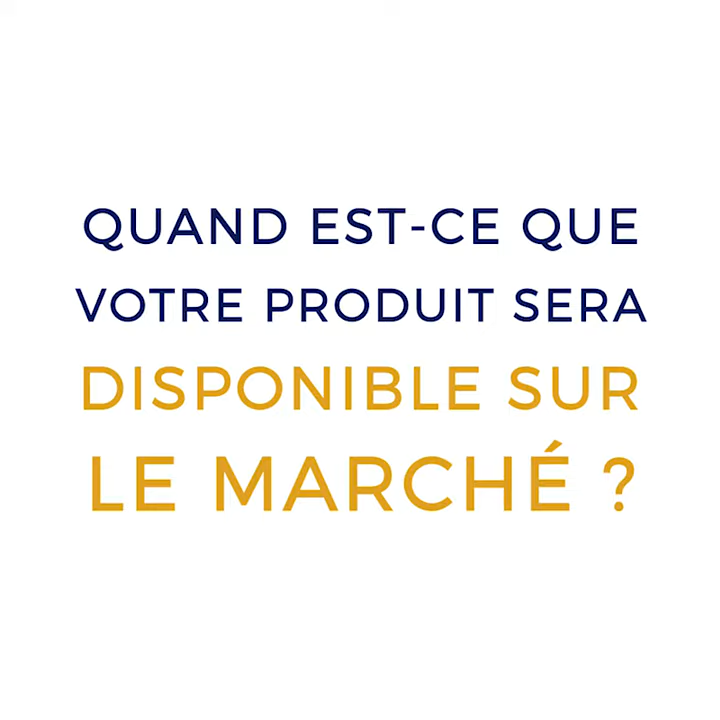 QUAND EST-CE QUE
VOTRE PRODUIT SERA
DISPONIBLE SUR
LE MARCHÉ ?